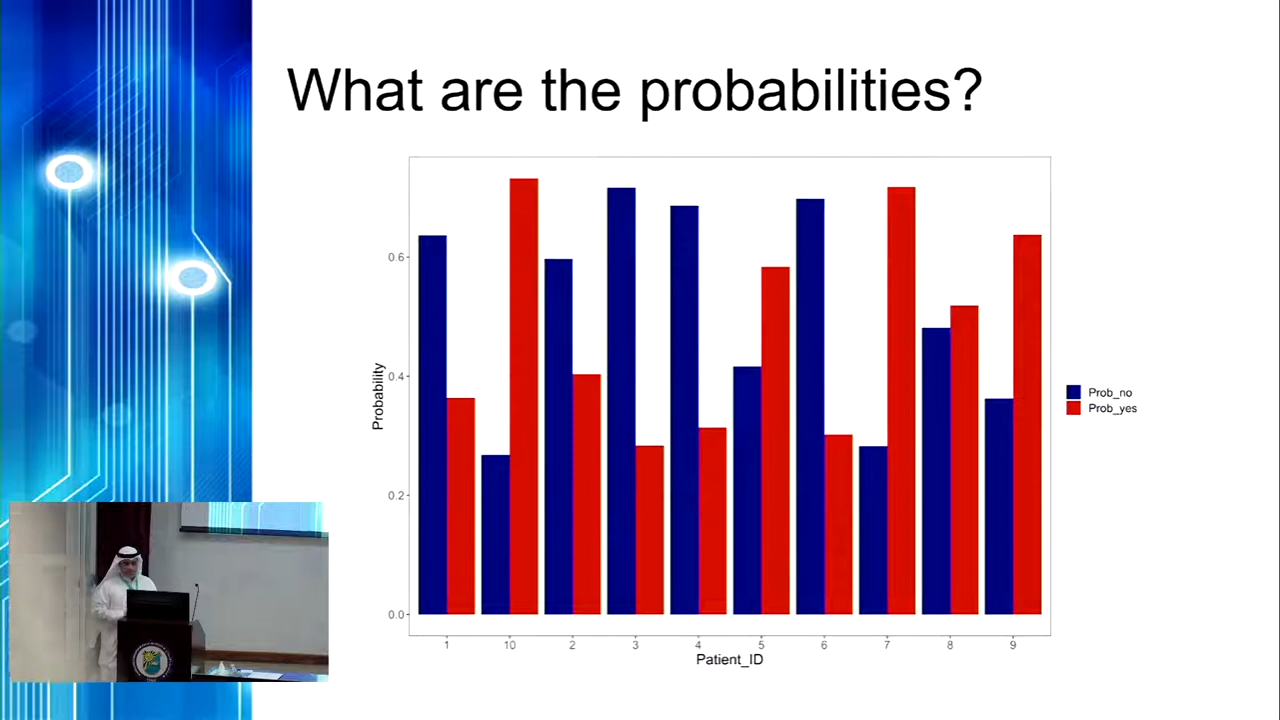 What are the probabilities?
Probability
0.6
0.4
0.2
0.0
1 10 2 3 4 5 6 7 8 9
Patient_ID
Prob_no
Prob_yes